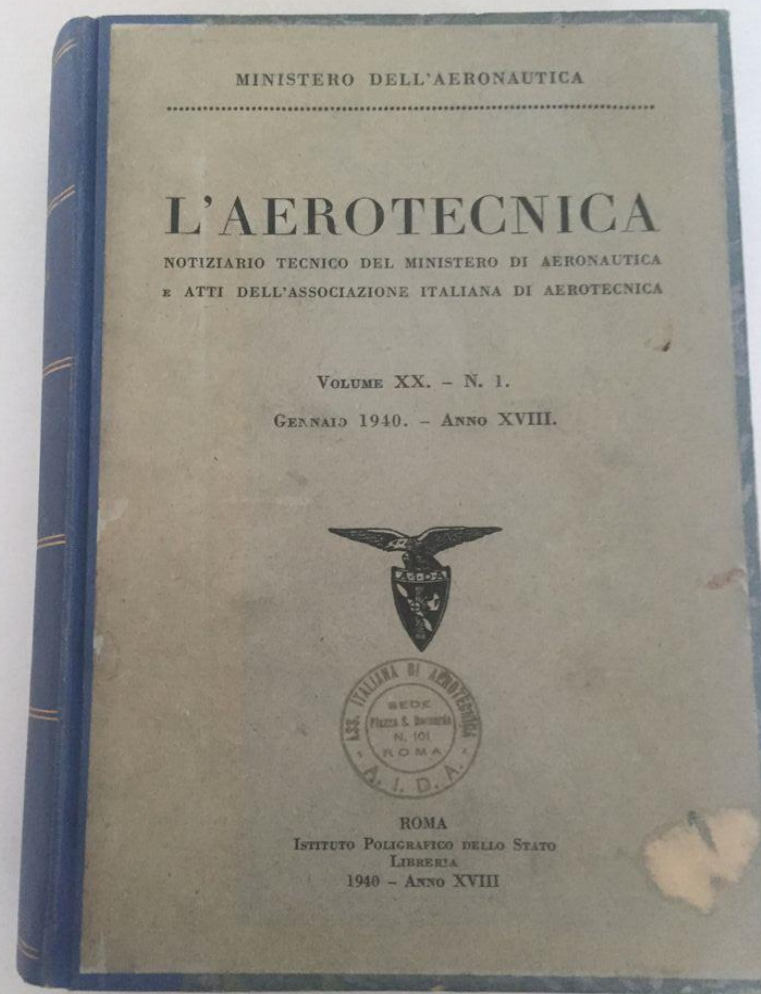 MINISTERO DELL'AERONAUTICA
L'AEROTECNICA
NOTIZIARIO TECNICO DEL MINISTERO DI AERONAUTICA
E ATTI DELL'ASSOCIAZIONE ITALIANA DI AEROTECNICA
VOLUME XX. – N. 1.
GENNAIO 1940. – ANNO XVIII.
A.I.D.A.
ASS. ITALIANA DI AEROTECNICA
SEDE
Piazza S. Bernardo
N. 101
ROMA
- A. I. D. A. -
ROMA
ISTITUTO POLIGRAFICO DELLO STATO
LIBRERIA
1940 – ANNO XVIII